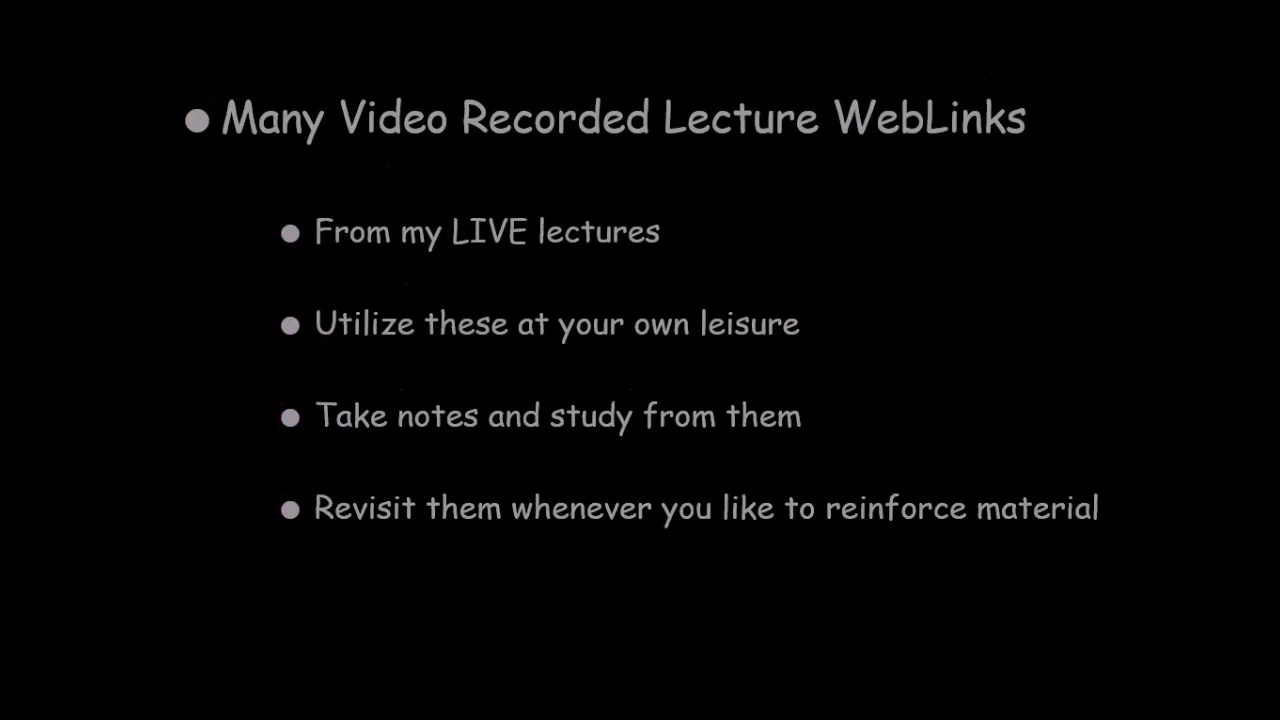 • Many Video Recorded Lecture WebLinks
• From my LIVE lectures
• Utilize these at your own leisure
• Take notes and study from them
• Revisit them whenever you like to reinforce material